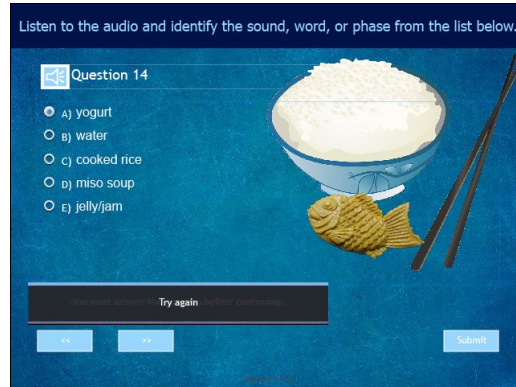 Listen to the audio and identify the sound, word, or phase from the list below.
Question 14
A) yogurt
B) water
C) cooked rice
D) miso soup
E) jelly/jam
Try again
<< >> Submit